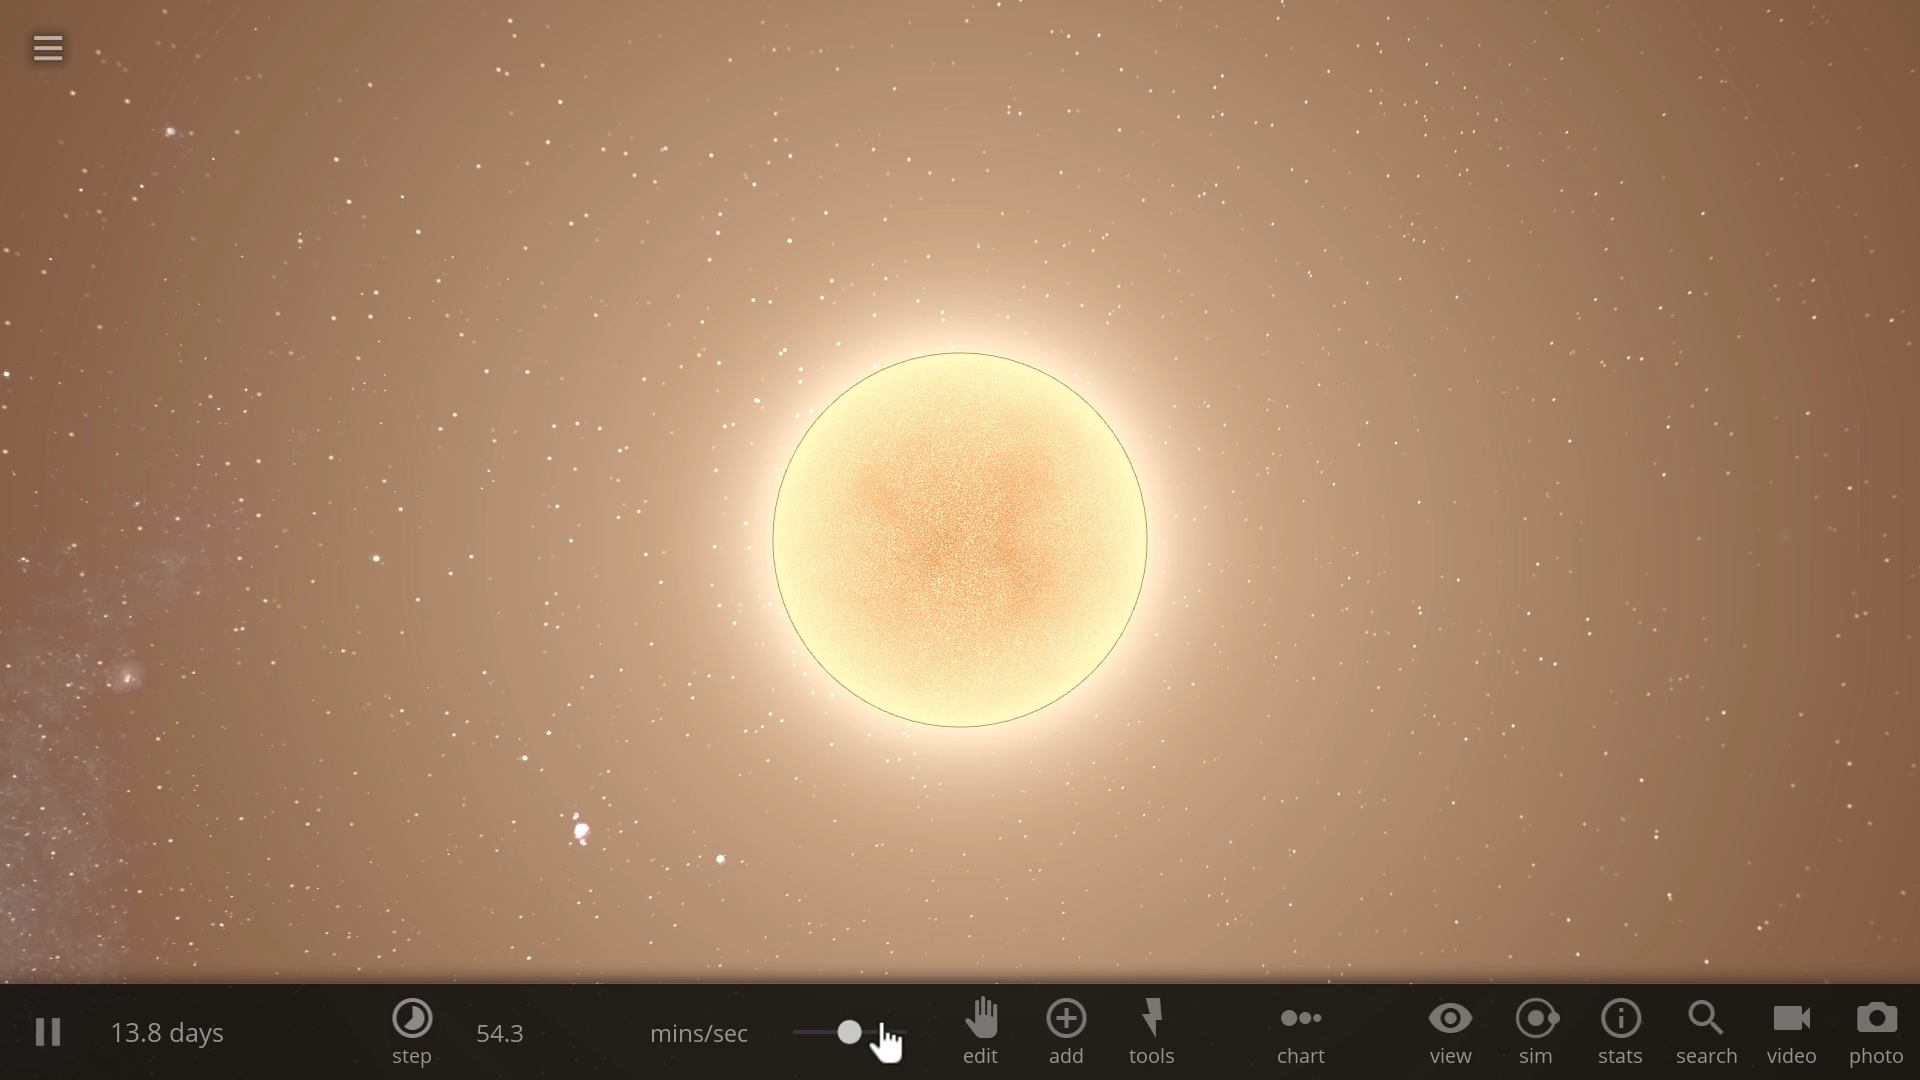 13.8 days
step
54.3
mins/sec
edit
add
tools
chart
view
sim
stats
search
video
photo